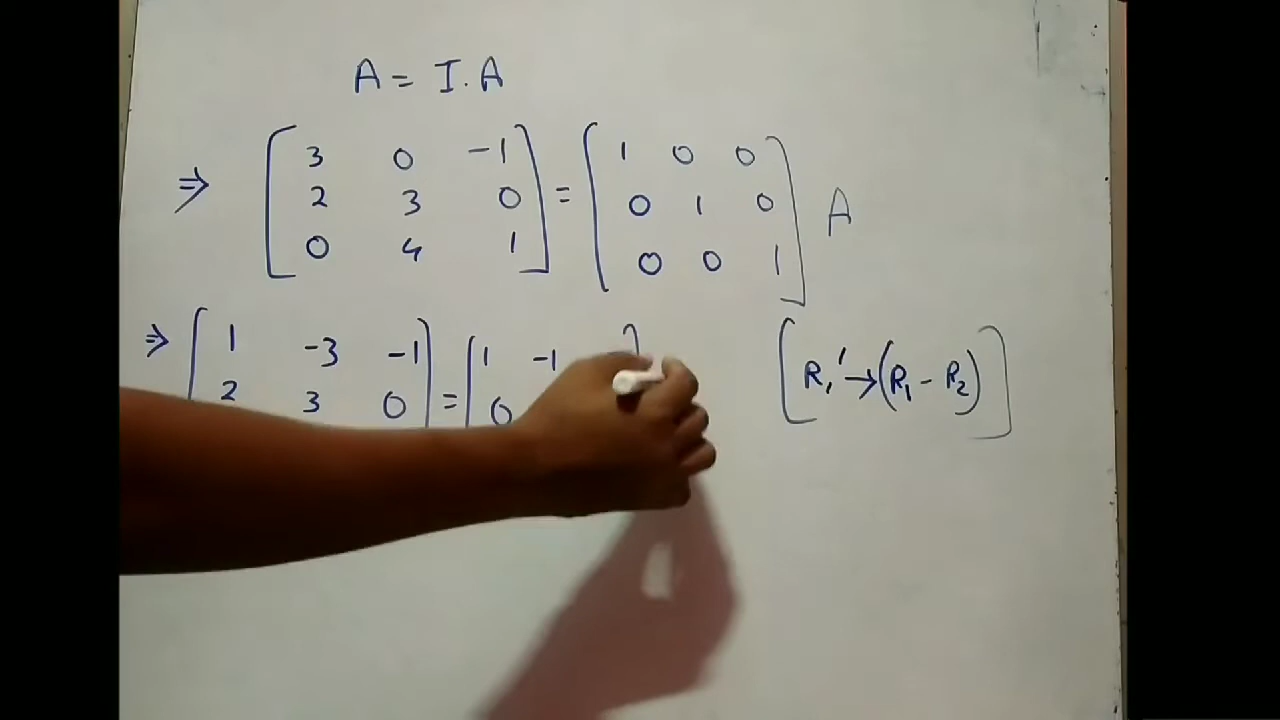 A = I.A
⇒ [ 3 0 -1 ] = [ 1 0 0 ] A
[ 2 3 0 ] [ 0 1 0 ]
[ 0 4 1 ] [ 0 0 1 ]
⇒ [ 1 -3 -1 ] = [ 1 -1 ] [ R₁' → (R₁ - R₂) ]
[ 2 3 0 ] [ 0